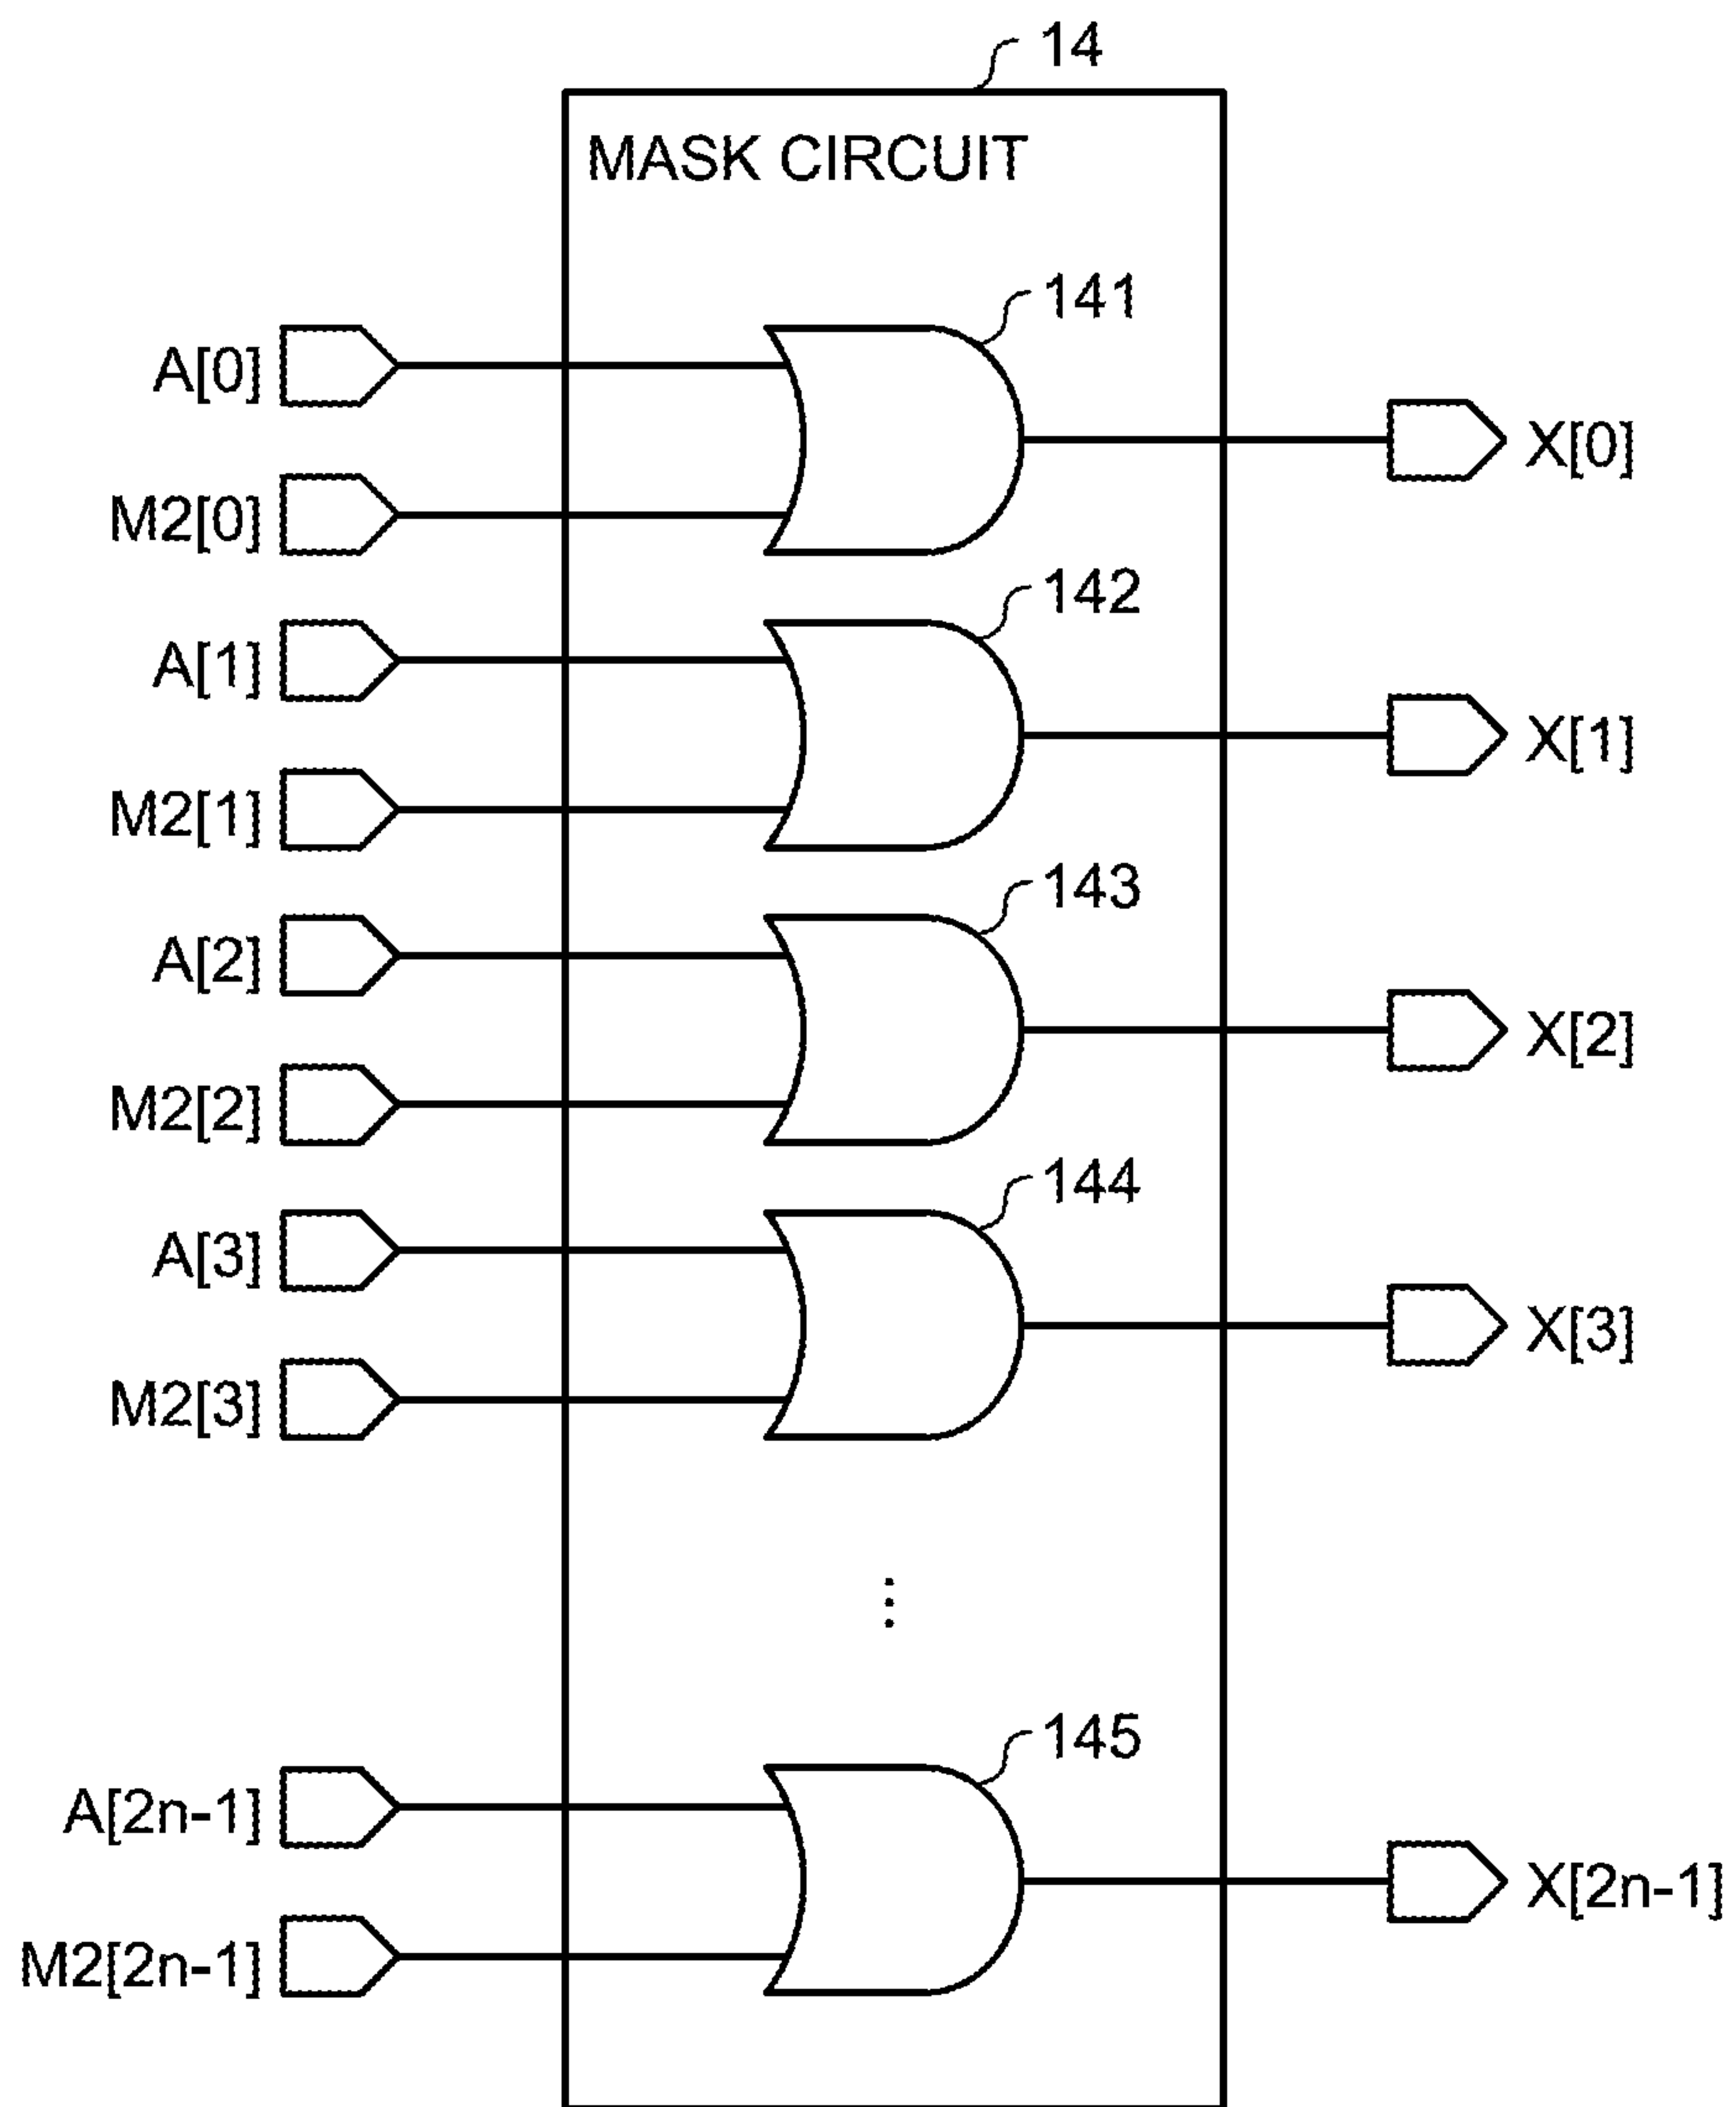 14
MASK CIRCUIT
141
A[0]
X[0]
M2[0]
142
A[1]
X[1]
M2[1]
143
A[2]
X[2]
M2[2]
144
A[3]
X[3]
M2[3]
145
A[2n-1]
X[2n-1]
M2[2n-1]